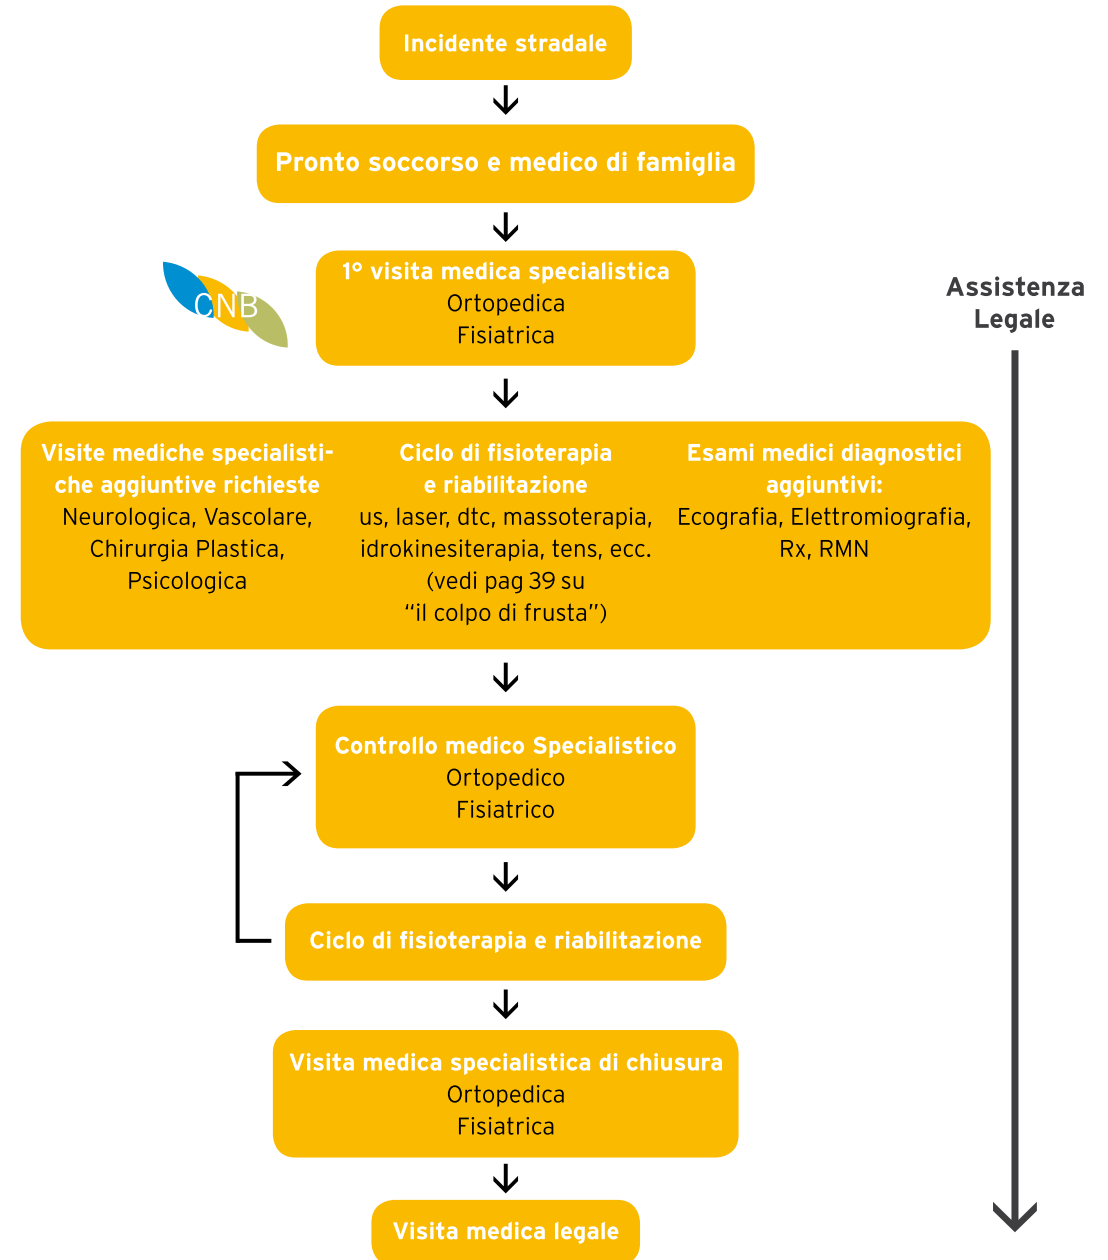 Incidente stradale
Pronto soccorso e medico di famiglia
CNB
1° visita medica specialistica
Ortopedica
Fisiatrica
Assistenza
Legale
Visite mediche specialisti-
che aggiuntive richieste
Neurologica, Vascolare,
Chirurgia Plastica,
Psicologica
Ciclo di fisioterapia
e riabilitazione
us, laser, dtc, massoterapia,
idrokinesiterapia, tens, ecc.
(vedi pag 39 su
“il colpo di frusta”)
Esami medici diagnostici
aggiuntivi:
Ecografia, Elettromiografia,
Rx, RMN
Controllo medico Specialistico
Ortopedico
Fisiatrico
Ciclo di fisioterapia e riabilitazione
Visita medica specialistica di chiusura
Ortopedica
Fisiatrica
Visita medica legale